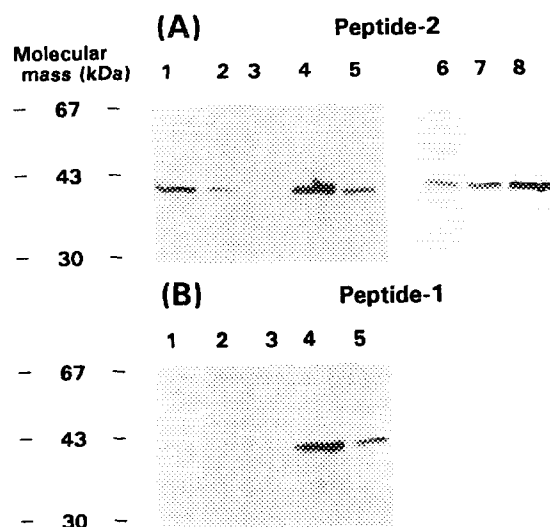 (A) Peptide-2
Molecular
mass (kDa)
1 2 3 4 5 6 7 8
– 67 –
– 43 –
– 30 –
(B) Peptide-1
1 2 3 4 5
– 67 –
– 43 –
– 30 –